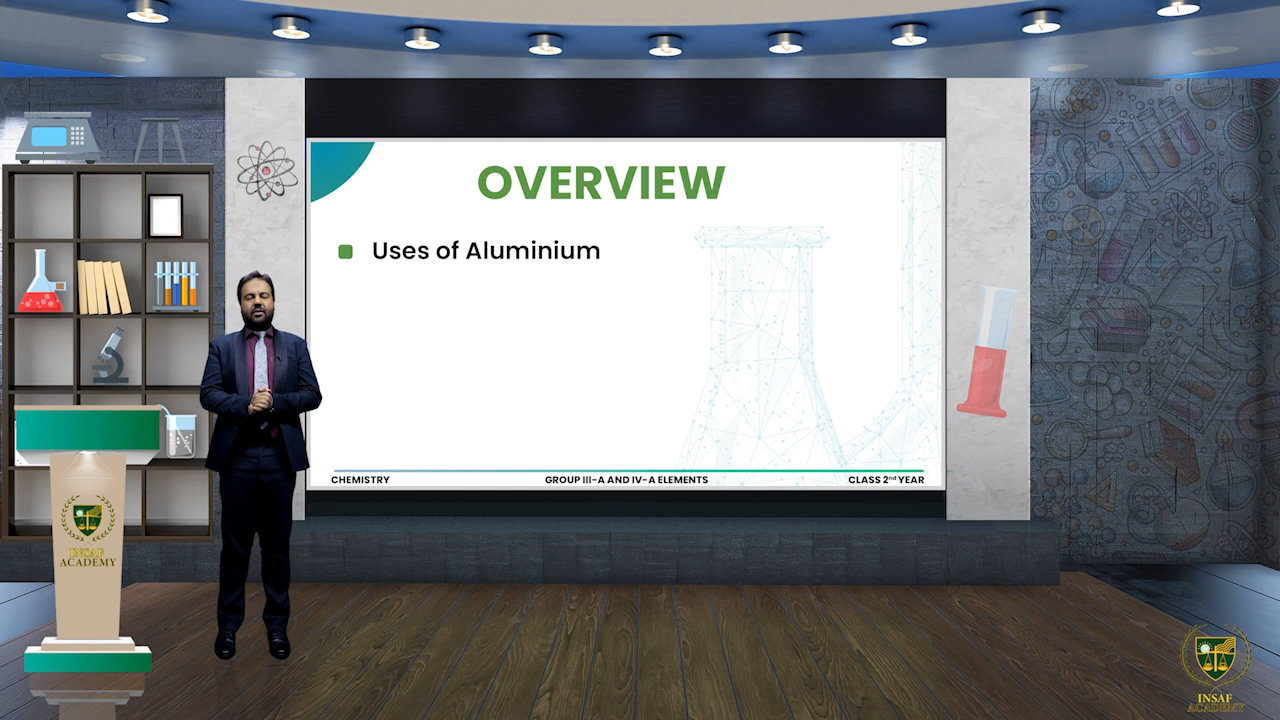 OVERVIEW
Uses of Aluminium
CHEMISTRY
GROUP III-A AND IV-A ELEMENTS
CLASS 2nd YEAR
INSAF
ACADEMY
INSAF
ACADEMY